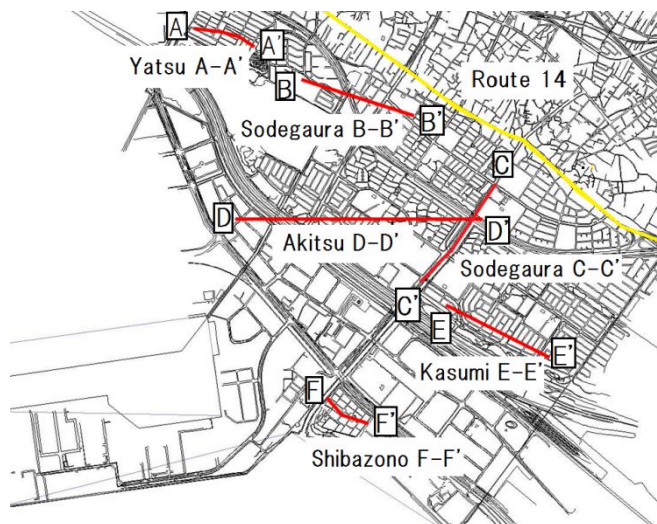 A
A'
Yatsu A-A'
Route 14
B
B'
Sodegaura B-B'
C
D
D'
Akitsu D-D'
Sodegaura C-C'
C'
E
E'
Kasumi E-E'
F
F'
Shibazono F-F'